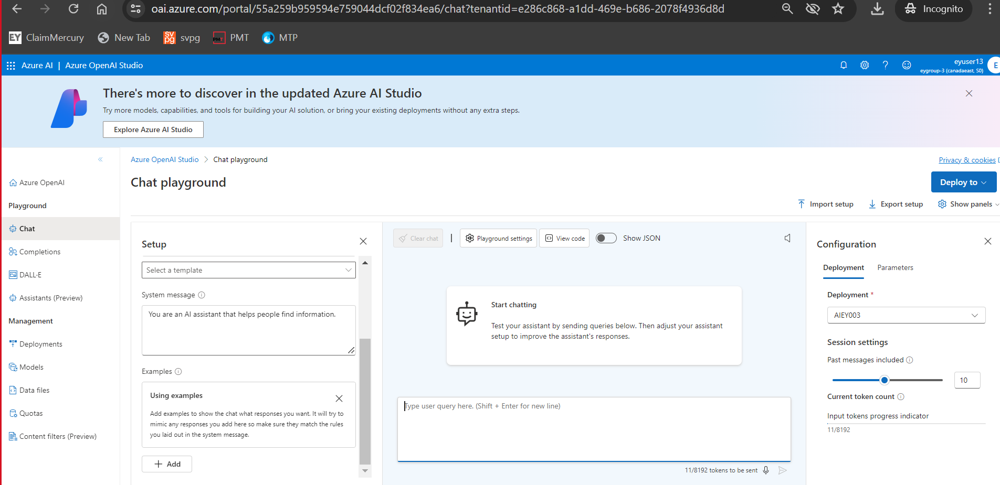 oai.azure.com/portal/55a259b959594e759044dcf02f834ea6/chat?tenantid=e286c868-a1dd-469e-b686-2078f4936d8d
Incognito
EY ClaimMercury
New Tab
SV PG svpg
PMT PMT
MTP
Azure AI | Azure OpenAI Studio
eyuser13
eygroup-3 (canadaeast, S0)
E
There's more to discover in the updated Azure AI Studio
Try more models, capabilities, and tools for building your AI solution, or bring your existing deployments without any extra steps.
Explore Azure AI Studio
Azure OpenAI
Playground
Chat
Completions
DALL·E
Assistants (Preview)
Management
Deployments
Models
Data files
Quotas
Content filters (Preview)
Azure OpenAI Studio > Chat playground
Privacy & cookies
Chat playground
Deploy to
Import setup
Export setup
Show panels
Setup
Select a template
System message
You are an AI assistant that helps people find information.
Examples
Using examples
Add examples to show the chat what responses you want. It will try to
mimic any responses you add here so make sure they match the rules
you laid out in the system message.
+ Add
Clear chat
Playground settings
View code
Show JSON
Start chatting
Test your assistant by sending queries below. Then adjust your assistant
setup to improve the assistant's responses.
Type user query here. (Shift + Enter for new line)
11/8192 tokens to be sent
Configuration
Deployment
Parameters
Deployment *
AIEY003
Session settings
Past messages included
10
Current token count
Input tokens progress indicator
11/8192